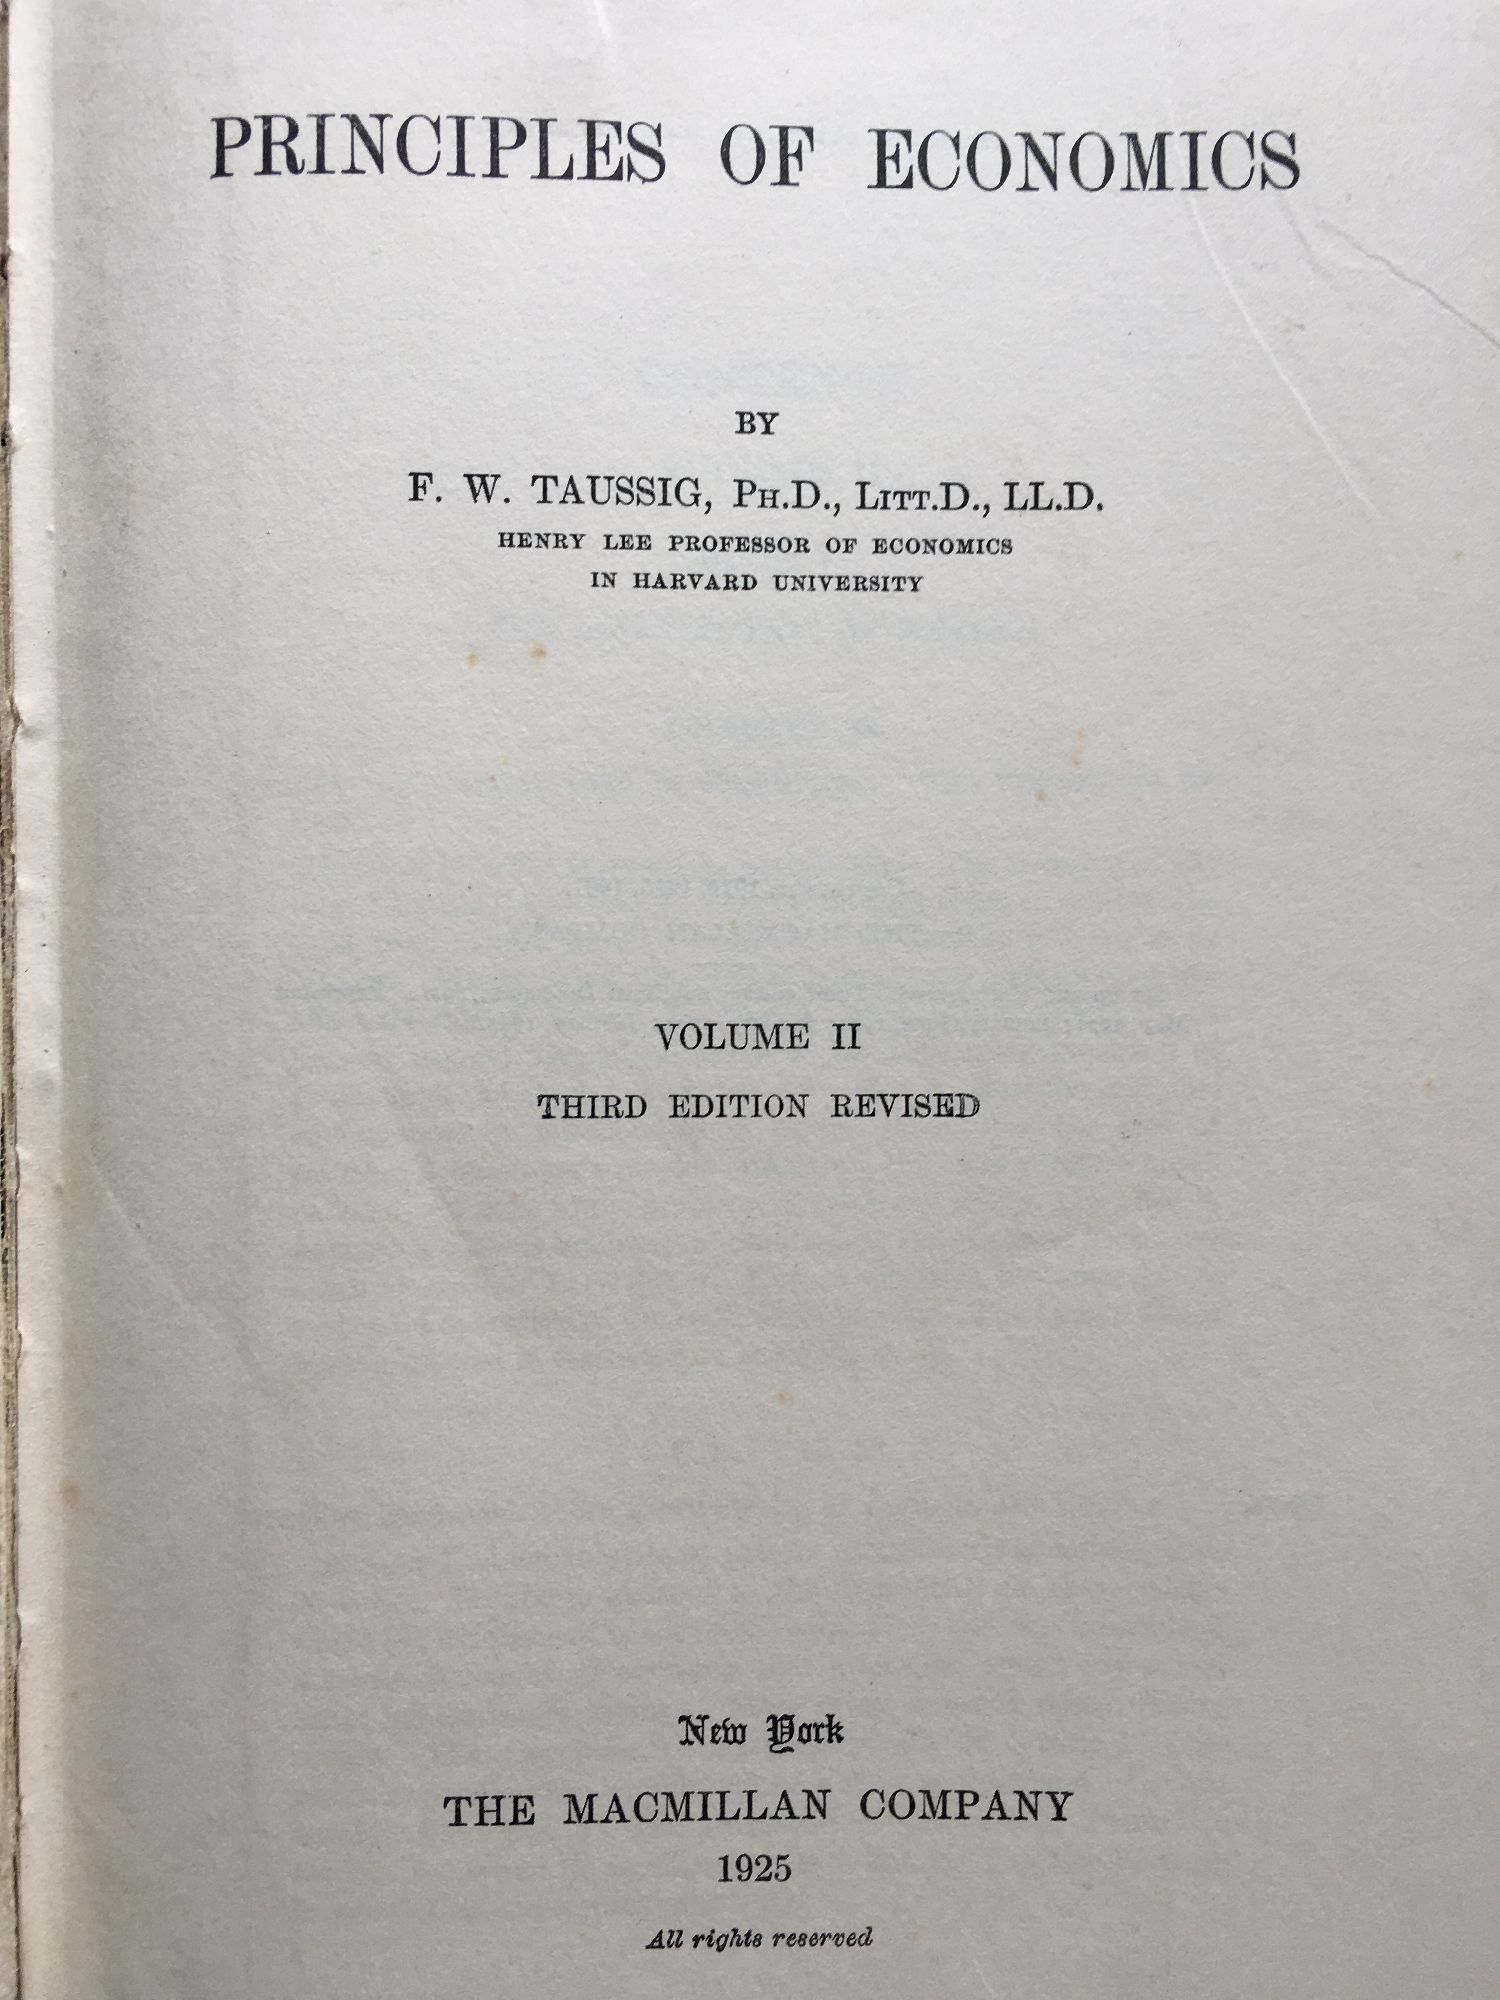 PRINCIPLES OF ECONOMICS
BY
F. W. TAUSSIG, PH.D., LITT.D., LL.D.
HENRY LEE PROFESSOR OF ECONOMICS
IN HARVARD UNIVERSITY
VOLUME II
THIRD EDITION REVISED
New York
THE MACMILLAN COMPANY
1925
All rights reserved